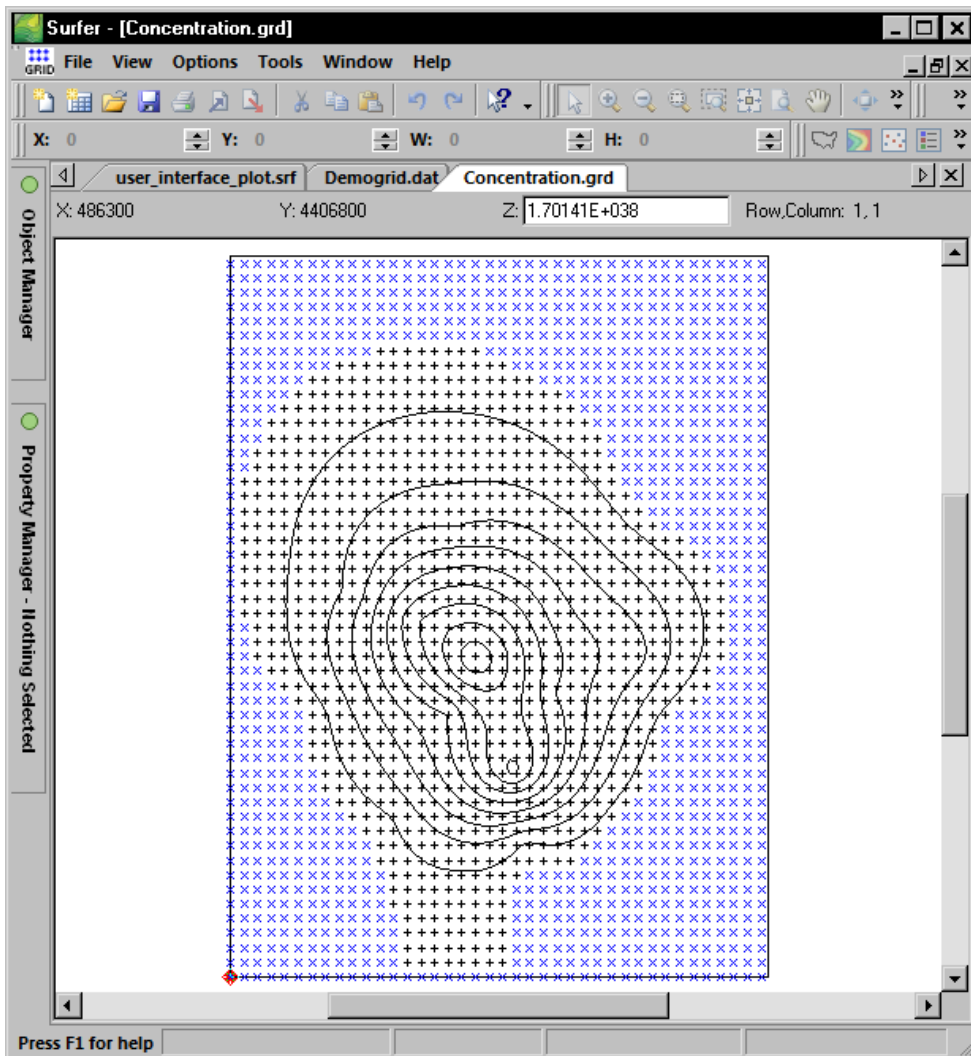 Surfer - [Concentration.grd]
GRID File View Options Tools Window Help
X: 0 Y: 0 W: 0 H: 0
user_interface_plot.srf Demogrid.dat Concentration.grd
X: 486300 Y: 4406800 Z: 1.70141E+038 Row,Column: 1, 1
Object Manager
Property Manager - Nothing Selected
Press F1 for help